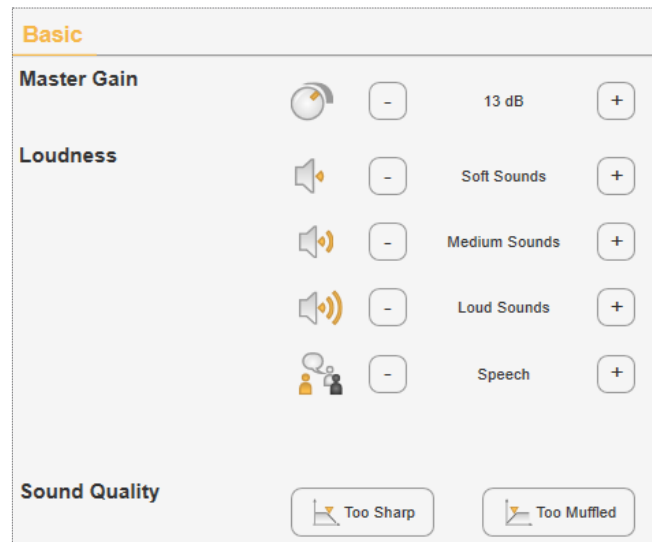 Basic
Master Gain
- 13 dB +
Loudness
- Soft Sounds +
- Medium Sounds +
- Loud Sounds +
- Speech +
Sound Quality
Too Sharp Too Muffled